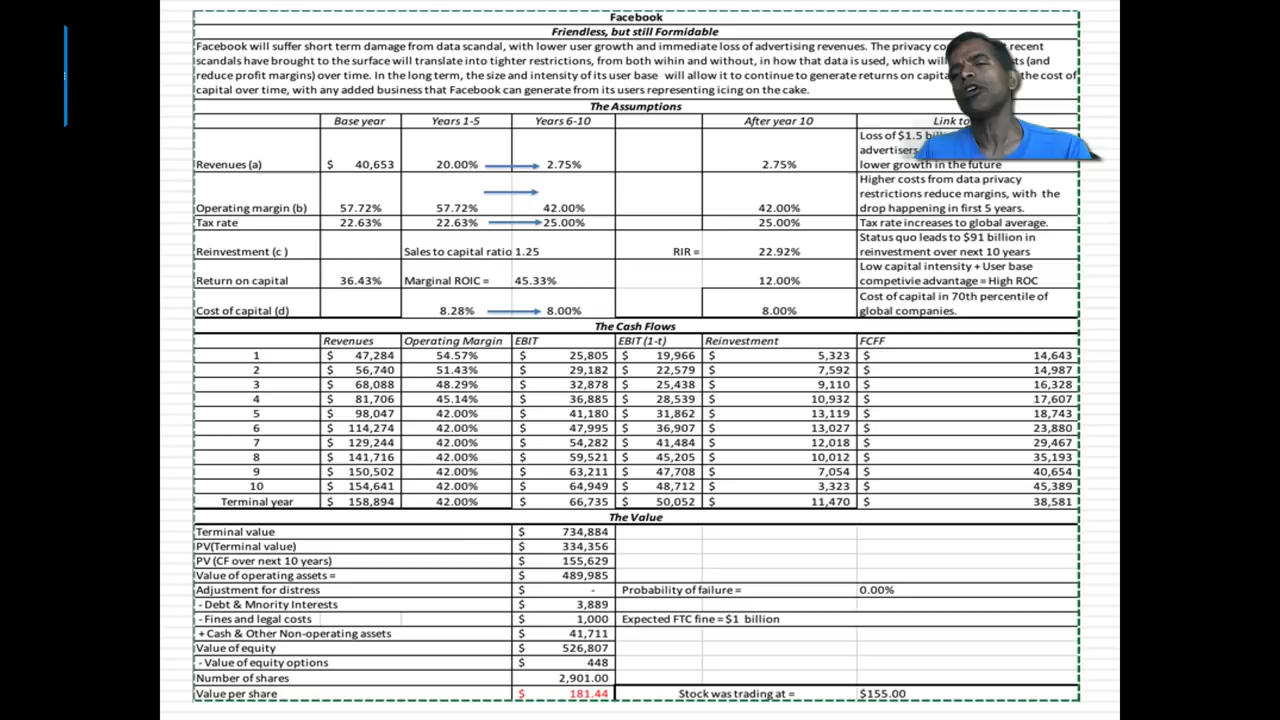 Facebook
Friendless, but still Formidable
Facebook will suffer short term damage from data scandal, with lower user growth and immediate loss of advertising revenues. The privacy recent
scandals have brought to the surface will translate into tighter restrictions, from both wihin and without, in how that data is used, which (and
reduce profit margins) over time. In the long term, the size and intensity of its user base will allow it to continue to generate returns on the cost of
capital over time, with any added business that Facebook can generate from its users representing icing on the cake.
The Assumptions
Base year Years 1-5 Years 6-10 After year 10 Link to
Loss of $1.5
advertisers
Revenues (a) $ 40,653 20.00% 2.75% 2.75% lower growth in the future
Higher costs from data privacy
restrictions reduce margins, with the
Operating margin (b) 57.72% 57.72% 42.00% 42.00% drop happening in first 5 years.
Tax rate 22.63% 22.63% 25.00% 25.00% Tax rate increases to global average.
Status quo leads to $91 billion in
Reinvestment (c ) Sales to capital ratio 1.25 RIR = 22.92% reinvestment over next 10 years
Low capital intensity + User base
Return on capital 36.43% Marginal ROIC = 45.33% 12.00% competivie advantage = High ROC
Cost of capital in 70th percentile of
Cost of capital (d) 8.28% 8.00% 8.00% global companies.
The Cash Flows
Revenues Operating Margin EBIT EBIT (1-t) Reinvestment FCFF
1 $ 47,284 54.57% $ 25,805 $ 19,966 $ 5,323 $ 14,643
2 $ 56,740 51.43% $ 29,182 $ 22,579 $ 7,592 $ 14,987
3 $ 68,088 48.29% $ 32,878 $ 25,438 $ 9,110 $ 16,328
4 $ 81,706 45.14% $ 36,885 $ 28,539 $ 10,932 $ 17,607
5 $ 98,047 42.00% $ 41,180 $ 31,862 $ 13,119 $ 18,743
6 $ 114,274 42.00% $ 47,995 $ 36,907 $ 13,027 $ 23,880
7 $ 129,244 42.00% $ 54,282 $ 41,484 $ 12,018 $ 29,467
8 $ 141,716 42.00% $ 59,521 $ 45,205 $ 10,012 $ 35,193
9 $ 150,502 42.00% $ 63,211 $ 47,708 $ 7,054 $ 40,654
10 $ 154,641 42.00% $ 64,949 $ 48,712 $ 3,323 $ 45,389
Terminal year $ 158,894 42.00% $ 66,735 $ 50,052 $ 11,470 $ 38,581
The Value
Terminal value $ 734,884
PV(Terminal value) $ 334,356
PV (CF over next 10 years) $ 155,629
Value of operating assets = $ 489,985
Adjustment for distress $ - Probability of failure = 0.00%
- Debt & Mnority Interests $ 3,889
- Fines and legal costs $ 1,000 Expected FTC fine = $1 billion
+ Cash & Other Non-operating assets $ 41,711
Value of equity $ 526,807
- Value of equity options $ 448
Number of shares 2,901.00
Value per share $ 181.44 Stock was trading at = $155.00